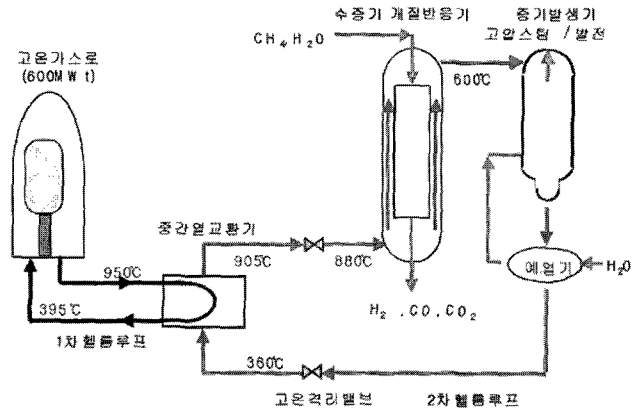 수증기 개질반응기
증기발생기
고압스팀 / 발전
CH₄, H₂O
고온가스로
(600MWt)
600℃
중간열교환기
905℃
880℃
예열기
H₂O
950℃
395℃
H₂ , CO, CO₂
1차헬륨루프
360℃
고온격리밸브
2차헬륨루프